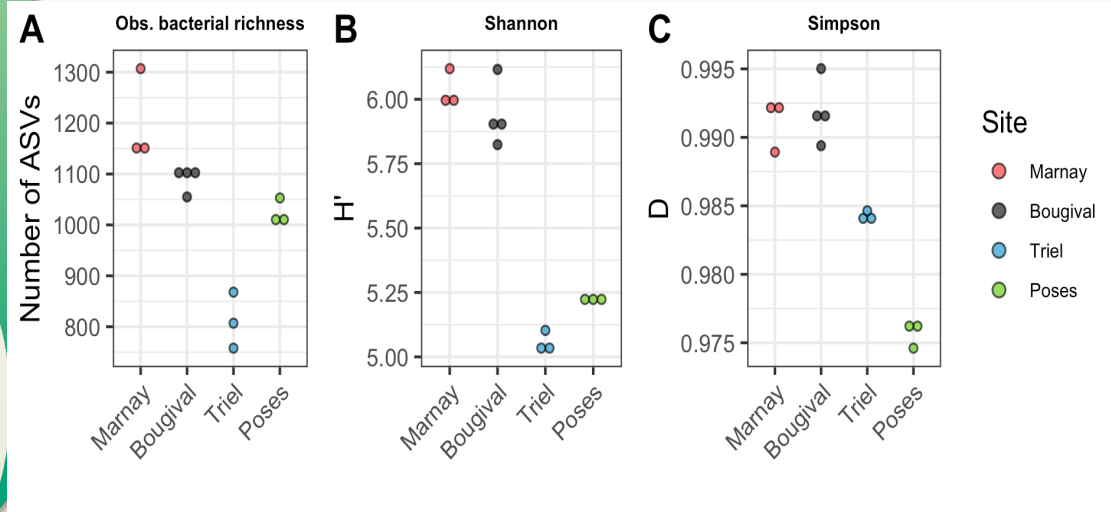 A
Obs. bacterial richness
Number of ASVs
1300
1200
1100
1000
900
800
Marnay
Bougival
Triel
Poses
B
Shannon
H'
6.00
5.75
5.50
5.25
5.00
Marnay
Bougival
Triel
Poses
C
Simpson
D
0.995
0.990
0.985
0.980
0.975
Marnay
Bougival
Triel
Poses
Site
Marnay
Bougival
Triel
Poses